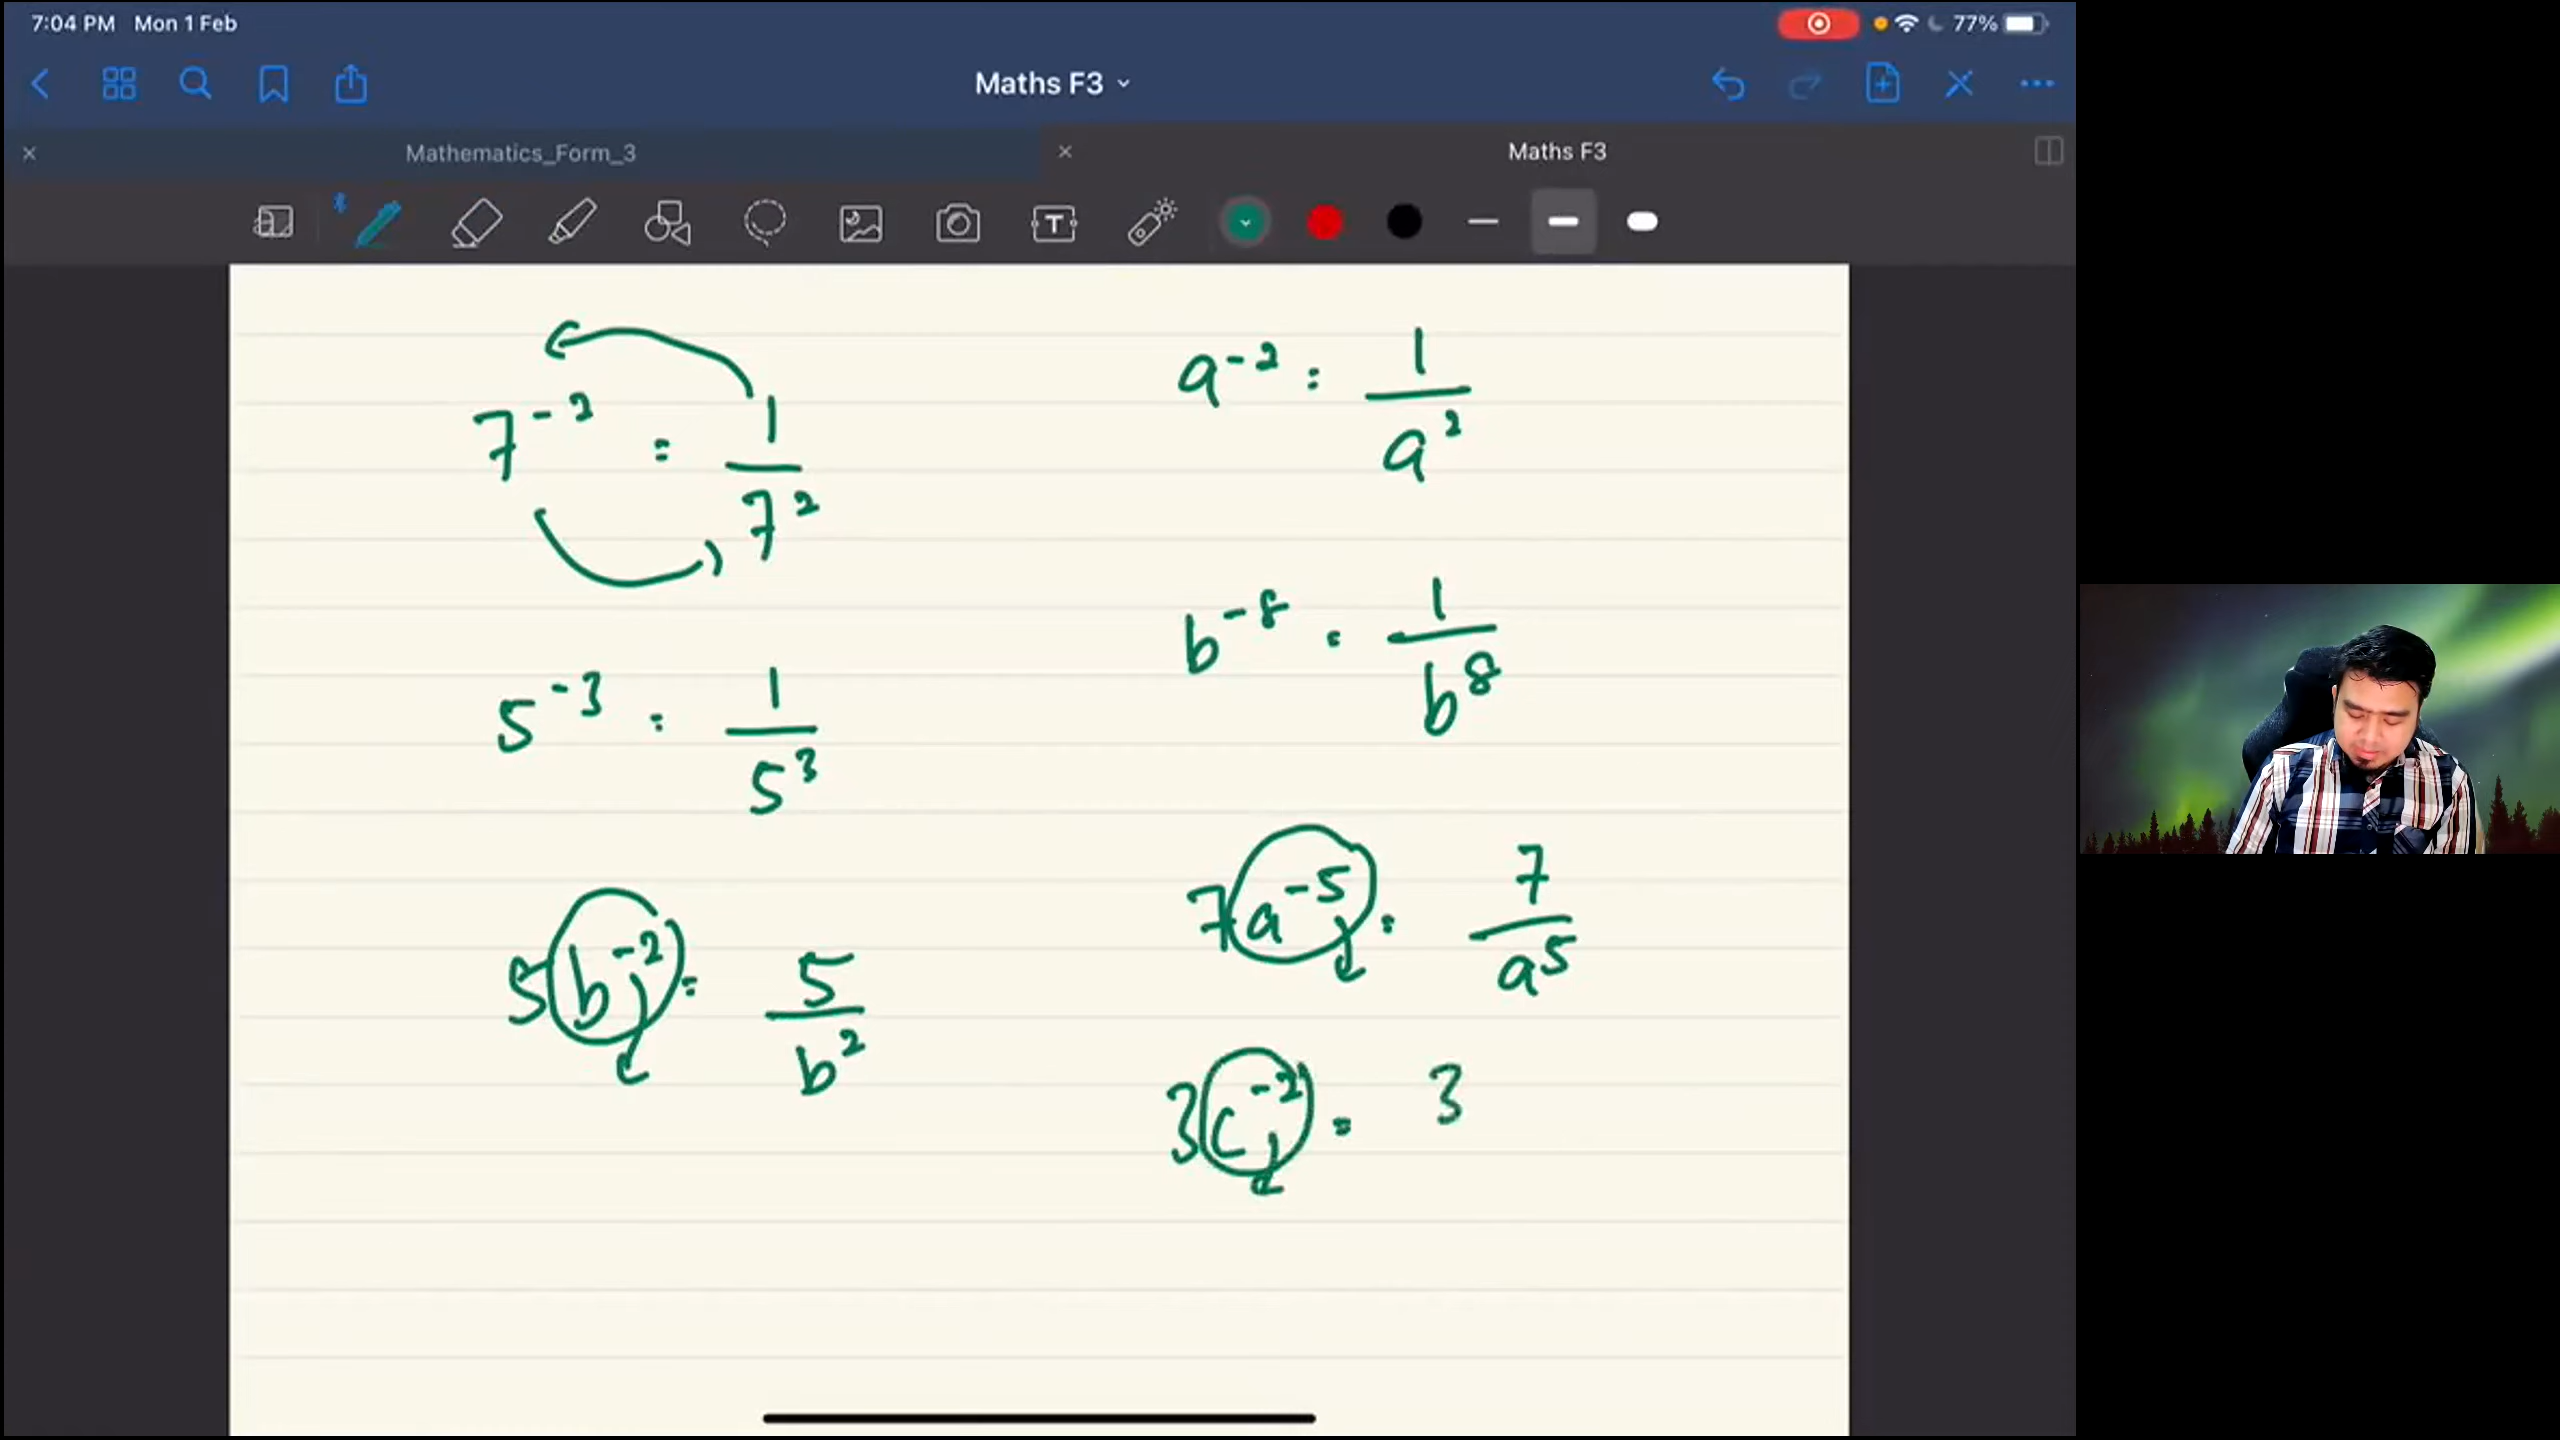 7:04 PM Mon 1 Feb 77%
Maths F3
Mathematics_Form_3 Maths F3
7⁻² = 1/7²
5⁻³ = 1/5³
5b⁻² = 5/b²
a⁻² = 1/a²
b⁻⁸ = 1/b⁸
7a⁻⁵ = 7/a⁵
3c⁻² = 3